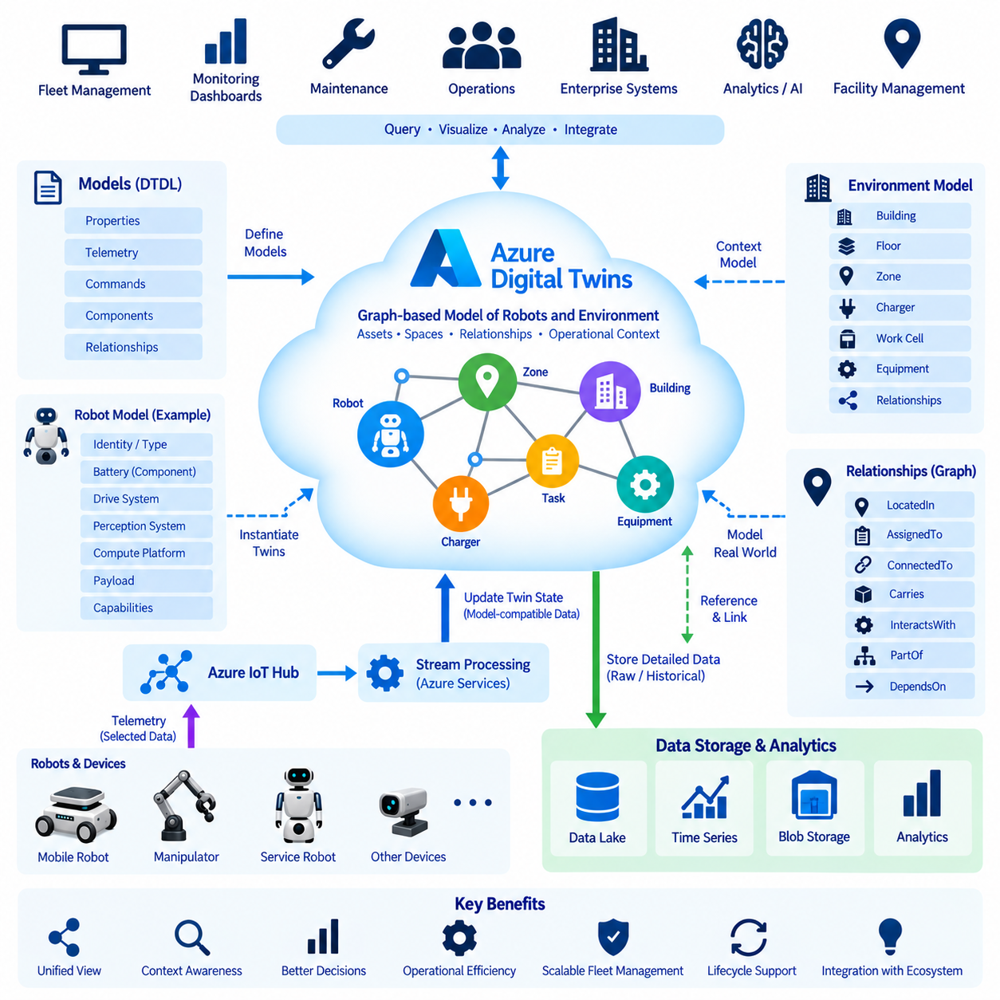 Fleet Management
Monitoring
Dashboards
Maintenance
Operations
Enterprise Systems
Analytics / AI
Facility Management
Query • Visualize • Analyze • Integrate
Models (DTDL)
Properties
Telemetry
Commands
Components
Relationships
Define
Models
Azure
Digital Twins
Graph-based Model of Robots and Environment
Assets • Spaces • Relationships • Operational Context
Robot
Zone
Building
Task
Charger
Equipment
Context
Model
Environment Model
Building
Floor
Zone
Charger
Work Cell
Equipment
Relationships
Robot Model (Example)
Identity / Type
Battery (Component)
Drive System
Perception System
Compute Platform
Payload
Capabilities
Instantiate
Twins
Model
Real World
Relationships (Graph)
LocatedIn
AssignedTo
ConnectedTo
Carries
InteractsWith
PartOf
DependsOn
Update Twin State
(Model-compatible Data)
Reference
& Link
Store Detailed Data
(Raw / Historical)
Azure IoT Hub
Stream Processing
(Azure Services)
Telemetry
(Selected Data)
Robots & Devices
Mobile Robot
Manipulator
Service Robot
Other Devices
Data Storage & Analytics
Data Lake
Time Series
Blob Storage
Analytics
Key Benefits
Unified View
Context Awareness
Better Decisions
Operational Efficiency
Scalable Fleet Management
Lifecycle Support
Integration with Ecosystem